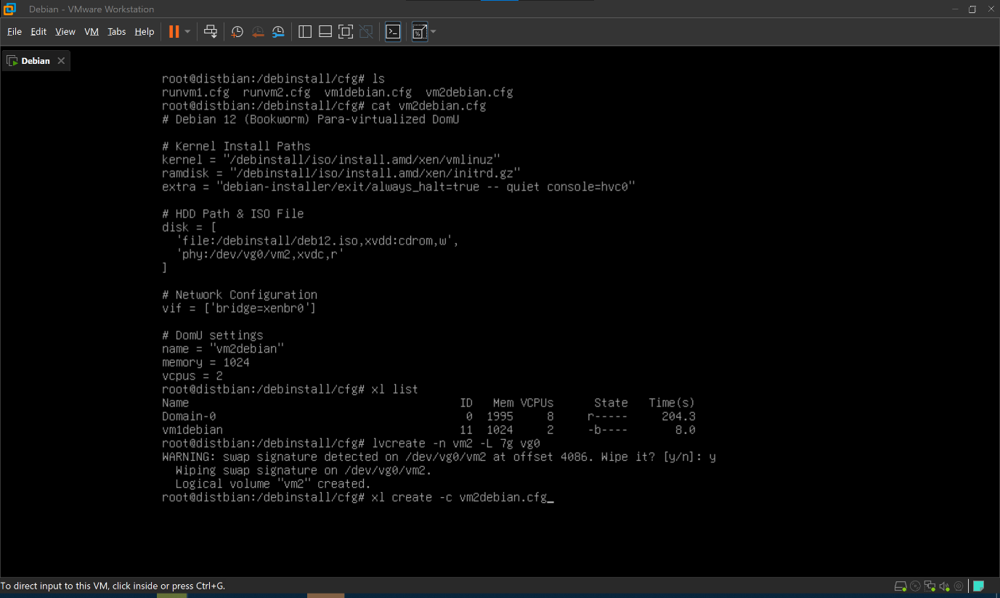 Debian - VMware Workstation
File Edit View VM Tabs Help
Debian
root@distbian:/debinstall/cfg# ls
runvm1.cfg  runvm2.cfg  vm1debian.cfg  vm2debian.cfg
root@distbian:/debinstall/cfg# cat vm2debian.cfg
# Debian 12 (Bookworm) Para-virtualized DomU
# Kernel Install Paths
kernel = "/debinstall/iso/install.amd/xen/vmlinuz"
ramdisk = "/debinstall/iso/install.amd/xen/initrd.gz"
extra = "debian-installer/exit/always_halt=true -- quiet console=hvc0"
# HDD Path & ISO File
disk = [
'file:/debinstall/deb12.iso,xvdd:cdrom,w',
'phy:/dev/vg0/vm2,xvdc,r'
]
# Network Configuration
vif = ['bridge=xenbr0']
# DomU settings
name = "vm2debian"
memory = 1024
vcpus = 2
root@distbian:/debinstall/cfg# xl list
Name ID Mem VCPUs State Time(s)
Domain-0 0 1995 8 r----- 204.3
vm1debian 11 1024 2 -b---- 8.0
root@distbian:/debinstall/cfg# lvcreate -n vm2 -L 7g vg0
WARNING: swap signature detected on /dev/vg0/vm2 at offset 4086. Wipe it? [y/n]: y
Wiping swap signature on /dev/vg0/vm2.
Logical volume "vm2" created.
root@distbian:/debinstall/cfg# xl create -c vm2debian.cfg_
To direct input to this VM, click inside or press Ctrl+G.